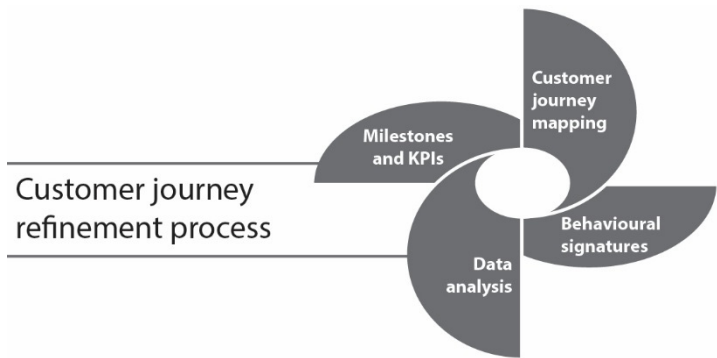 Customer journey
refinement process
Milestones
and KPIs
Customer
journey
mapping
Behavioural
signatures
Data
analysis